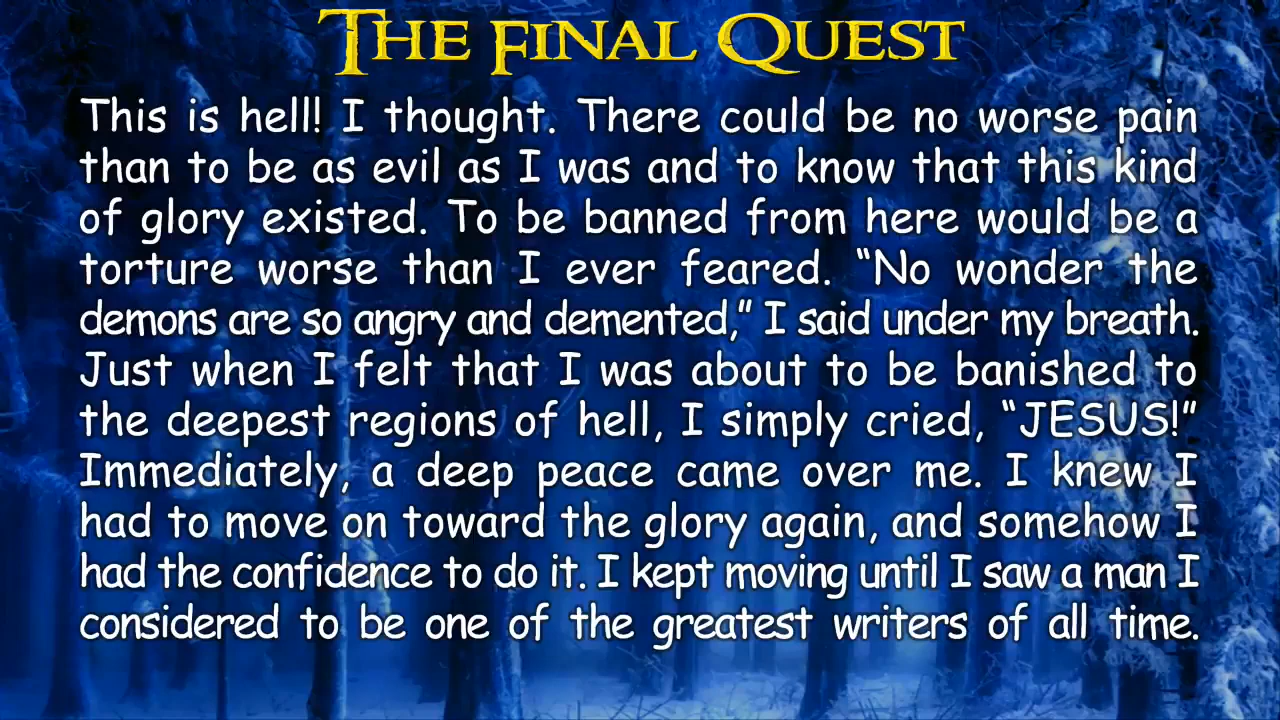 The Final Quest
This is hell! I thought. There could be no worse pain
than to be as evil as I was and to know that this kind
of glory existed. To be banned from here would be a
torture worse than I ever feared. “No wonder the
demons are so angry and demented,” I said under my breath.
Just when I felt that I was about to be banished to
the deepest regions of hell, I simply cried, “JESUS!”
Immediately, a deep peace came over me. I knew I
had to move on toward the glory again, and somehow I
had the confidence to do it. I kept moving until I saw a man I
considered to be one of the greatest writers of all time.